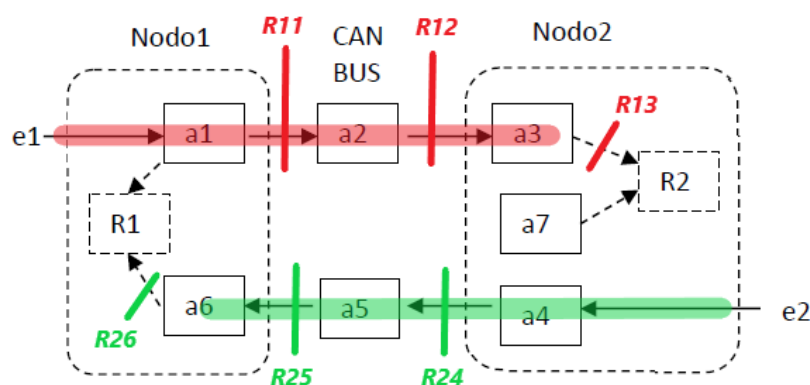 Nodo1
R11
CAN
BUS
R12
Nodo2
e1
a1
a2
a3
R13
R1
R2
a7
a6
a5
a4
e2
R26
R25
R24